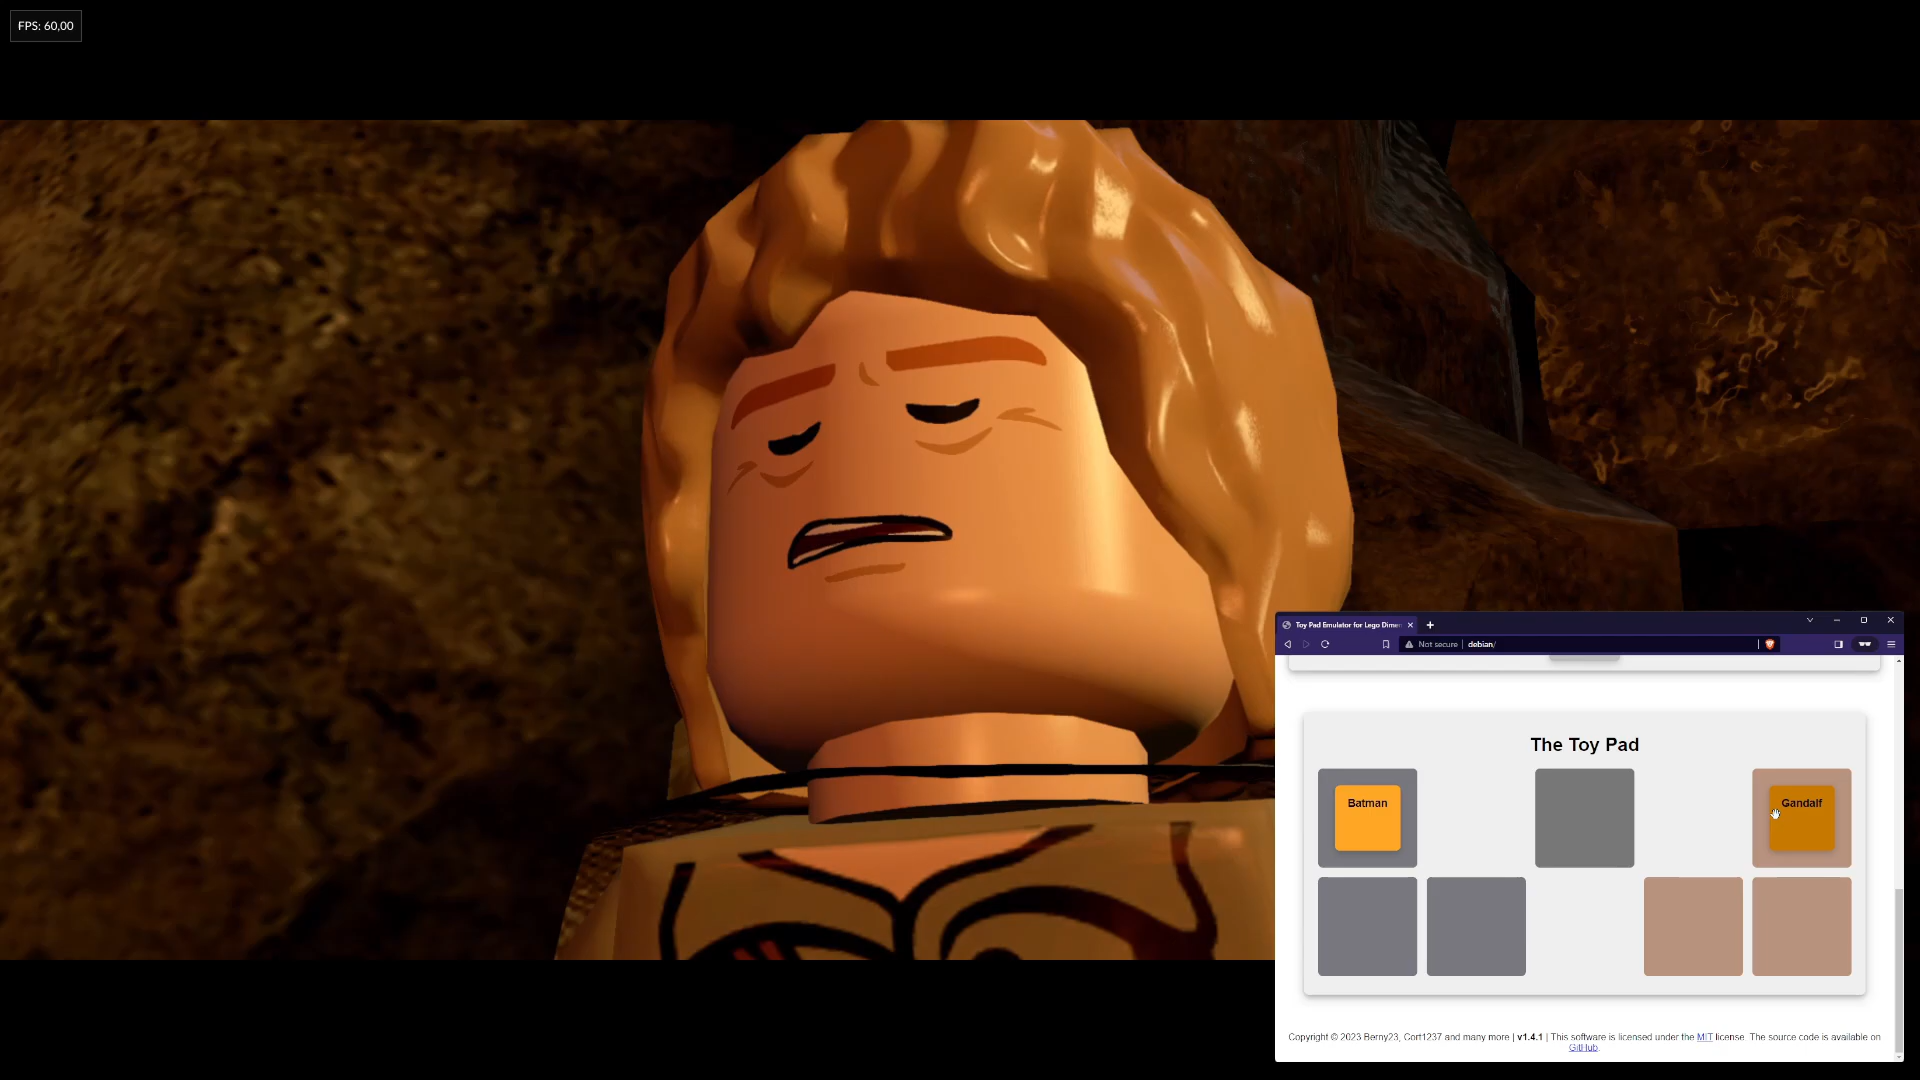 FPS: 60,00
Toy Pad Emulator for Lego Dimen
Not secure debian/
The Toy Pad
Batman
Gandalf
Copyright © 2023 Berny23, Cort1237 and many more | v1.4.1 | This software is licensed under the MIT license. The source code is available on
GitHub.